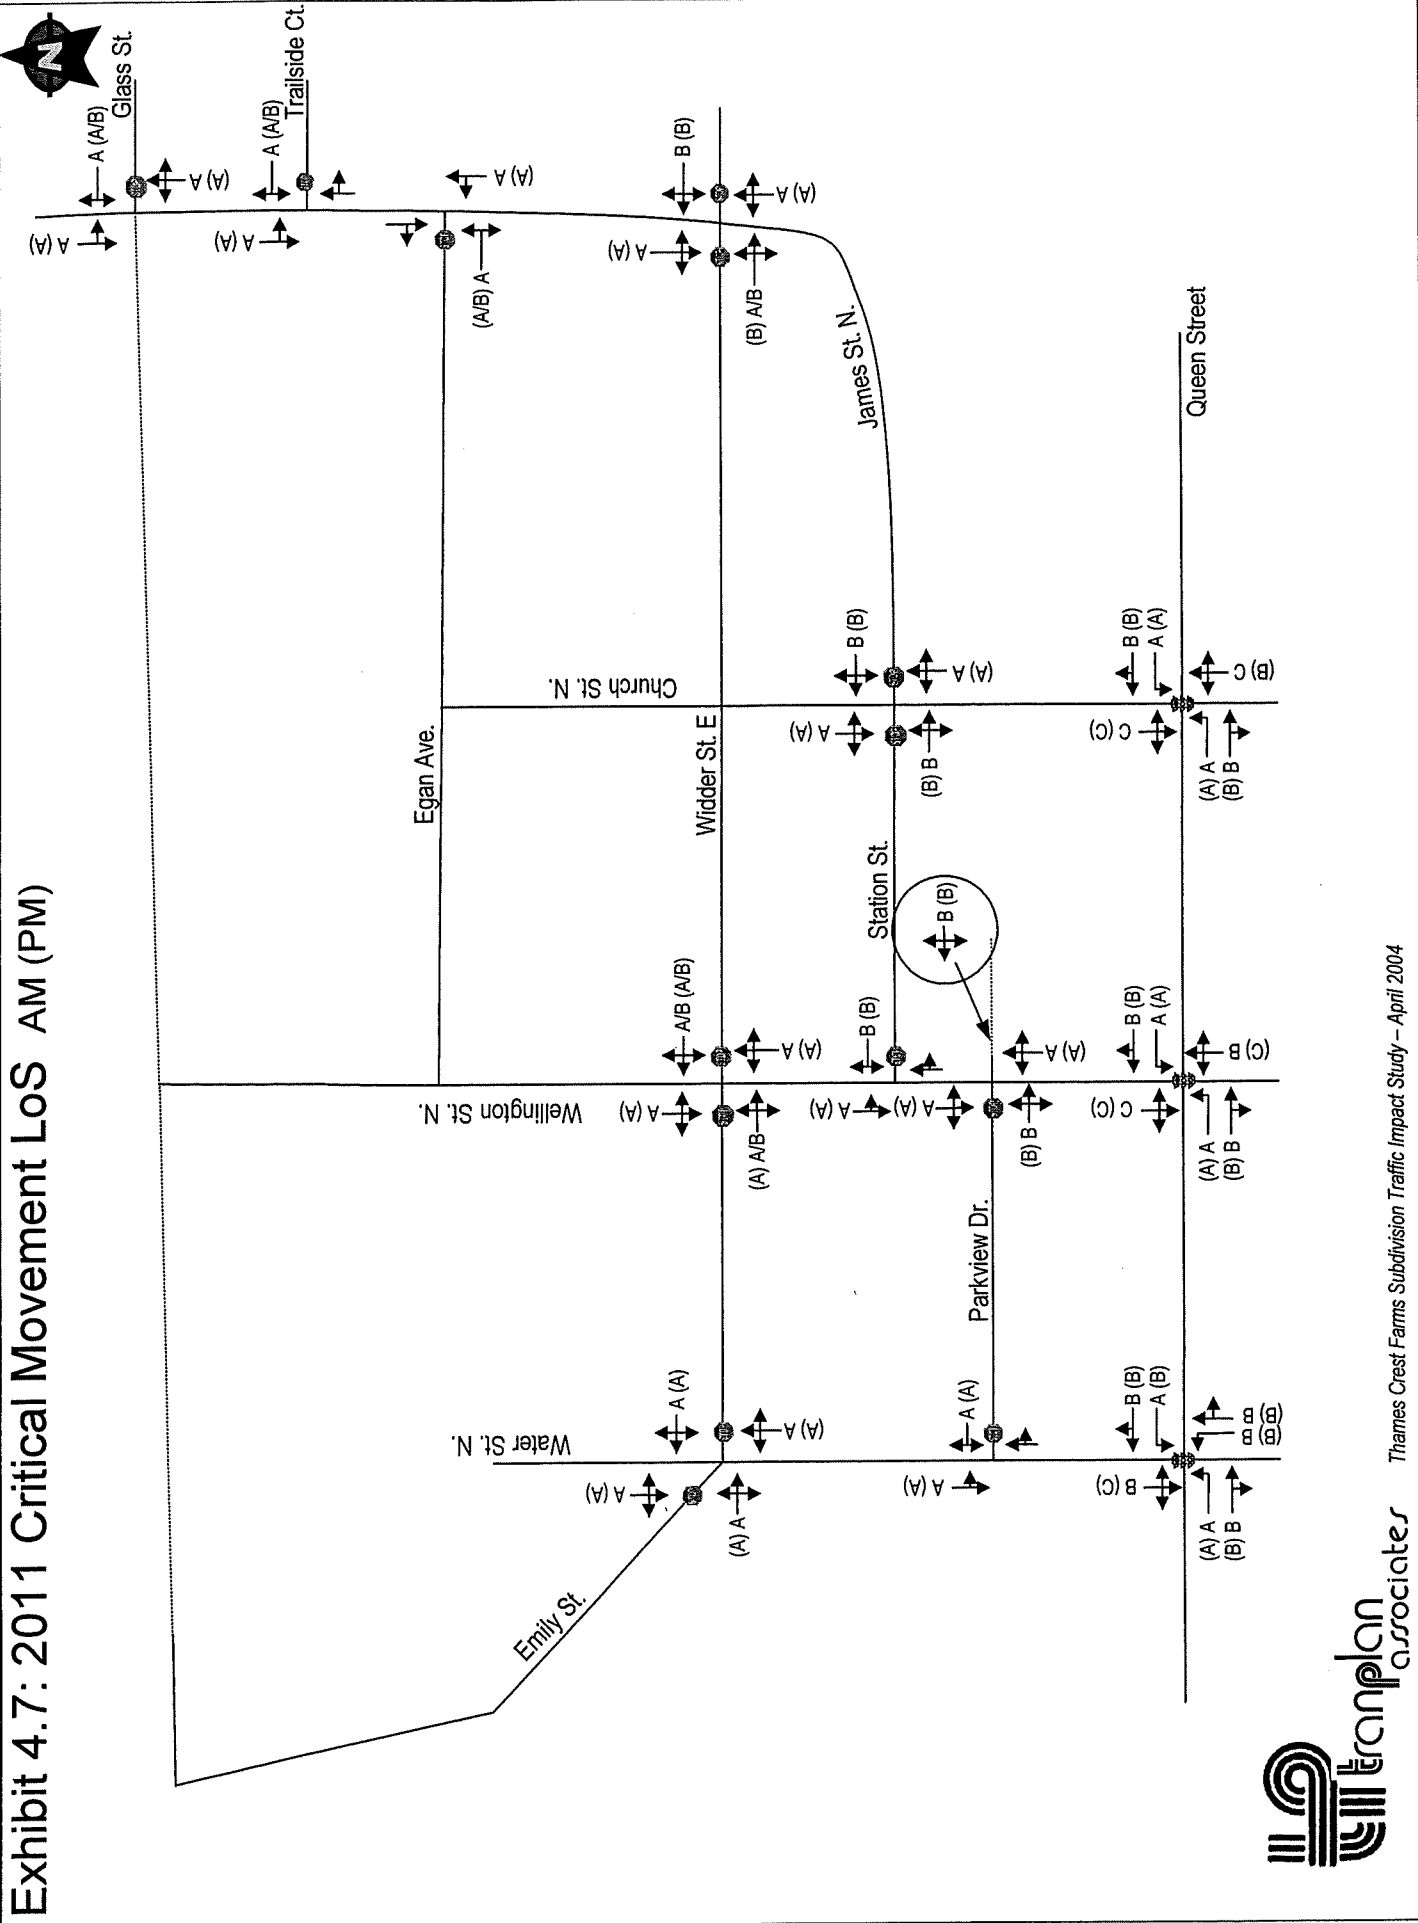 Exhibit 4.7: 2011 Critical Movement LoS AM (PM)
N
Glass St.
A (A/B)
A (A)
A (A)
Trailside Ct.
A (A/B)
A (A)
A (A)
(A/B) A
Egan Ave.
B (B)
A (A)
A (A)
(B) A/B
James St. N.
Church St. N.
Widder St. E
Wellington St. N.
A/B (A/B)
A (A)
A (A)
(A) A/B
Water St. N.
A (A)
A (A)
A (A)
(A) A
Emily St.
B (B)
A (A)
A (A)
(B) B
Station St.
B (B)
A (A)
B (B)
A (A)
A (A)
(B) B
Parkview Dr.
A (A)
A (A)
Queen Street
B (B)
A (A)
C (C)
(B) C
(A) A
(B) B
B (B)
A (A)
C (C)
(C) B
(A) A
(B) B
B (B)
A (B)
B (C)
(B) B
(B) B
(A) A
(B) B
tranplan
associates
Thames Crest Farms Subdivision Traffic Impact Study – April 2004